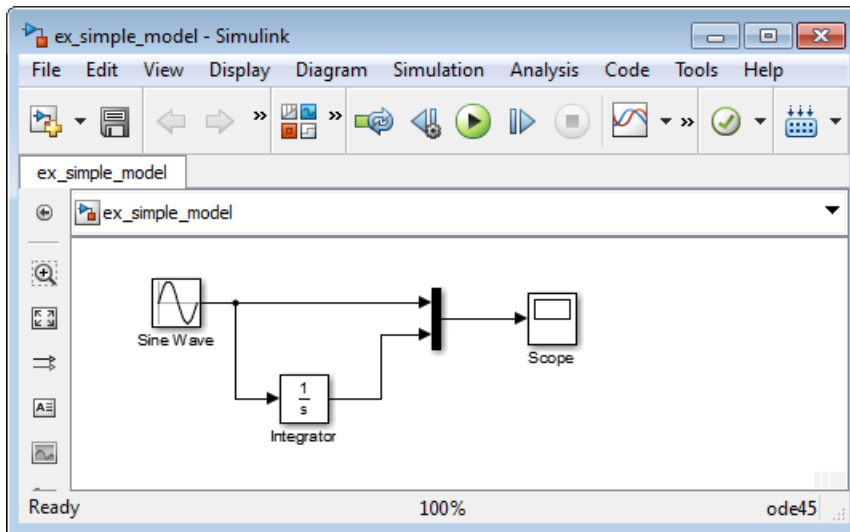 ex_simple_model - Simulink
File Edit View Display Diagram Simulation Analysis Code Tools Help
ex_simple_model
ex_simple_model
Sine Wave
1
s
Integrator
Scope
Ready 100% ode45